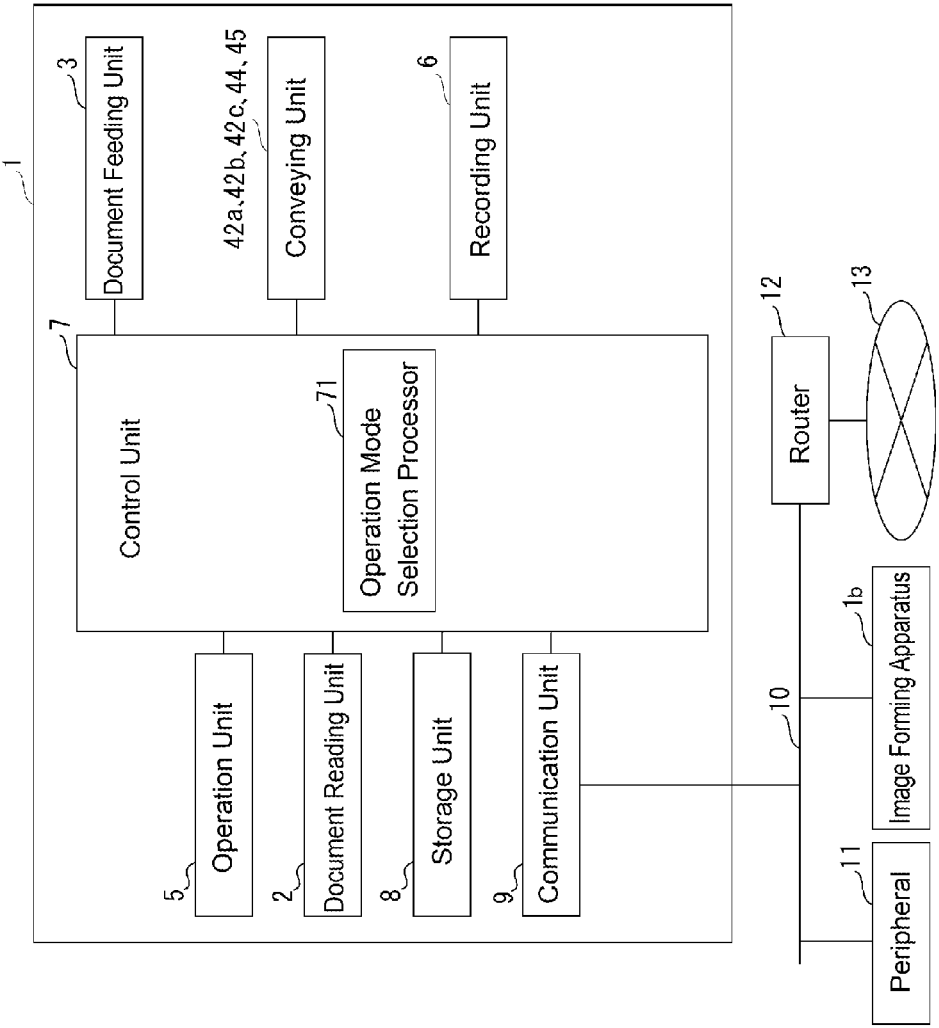 1
7
Control Unit
71
Operation Mode
Selection Processor
5
Operation Unit
2
Document Reading Unit
8
Storage Unit
9
Communication Unit
3
Document Feeding Unit
42a、42b、42c、44、45
Conveying Unit
6
Recording Unit
10
11
Peripheral
1b
Image Forming Apparatus
12
Router
13